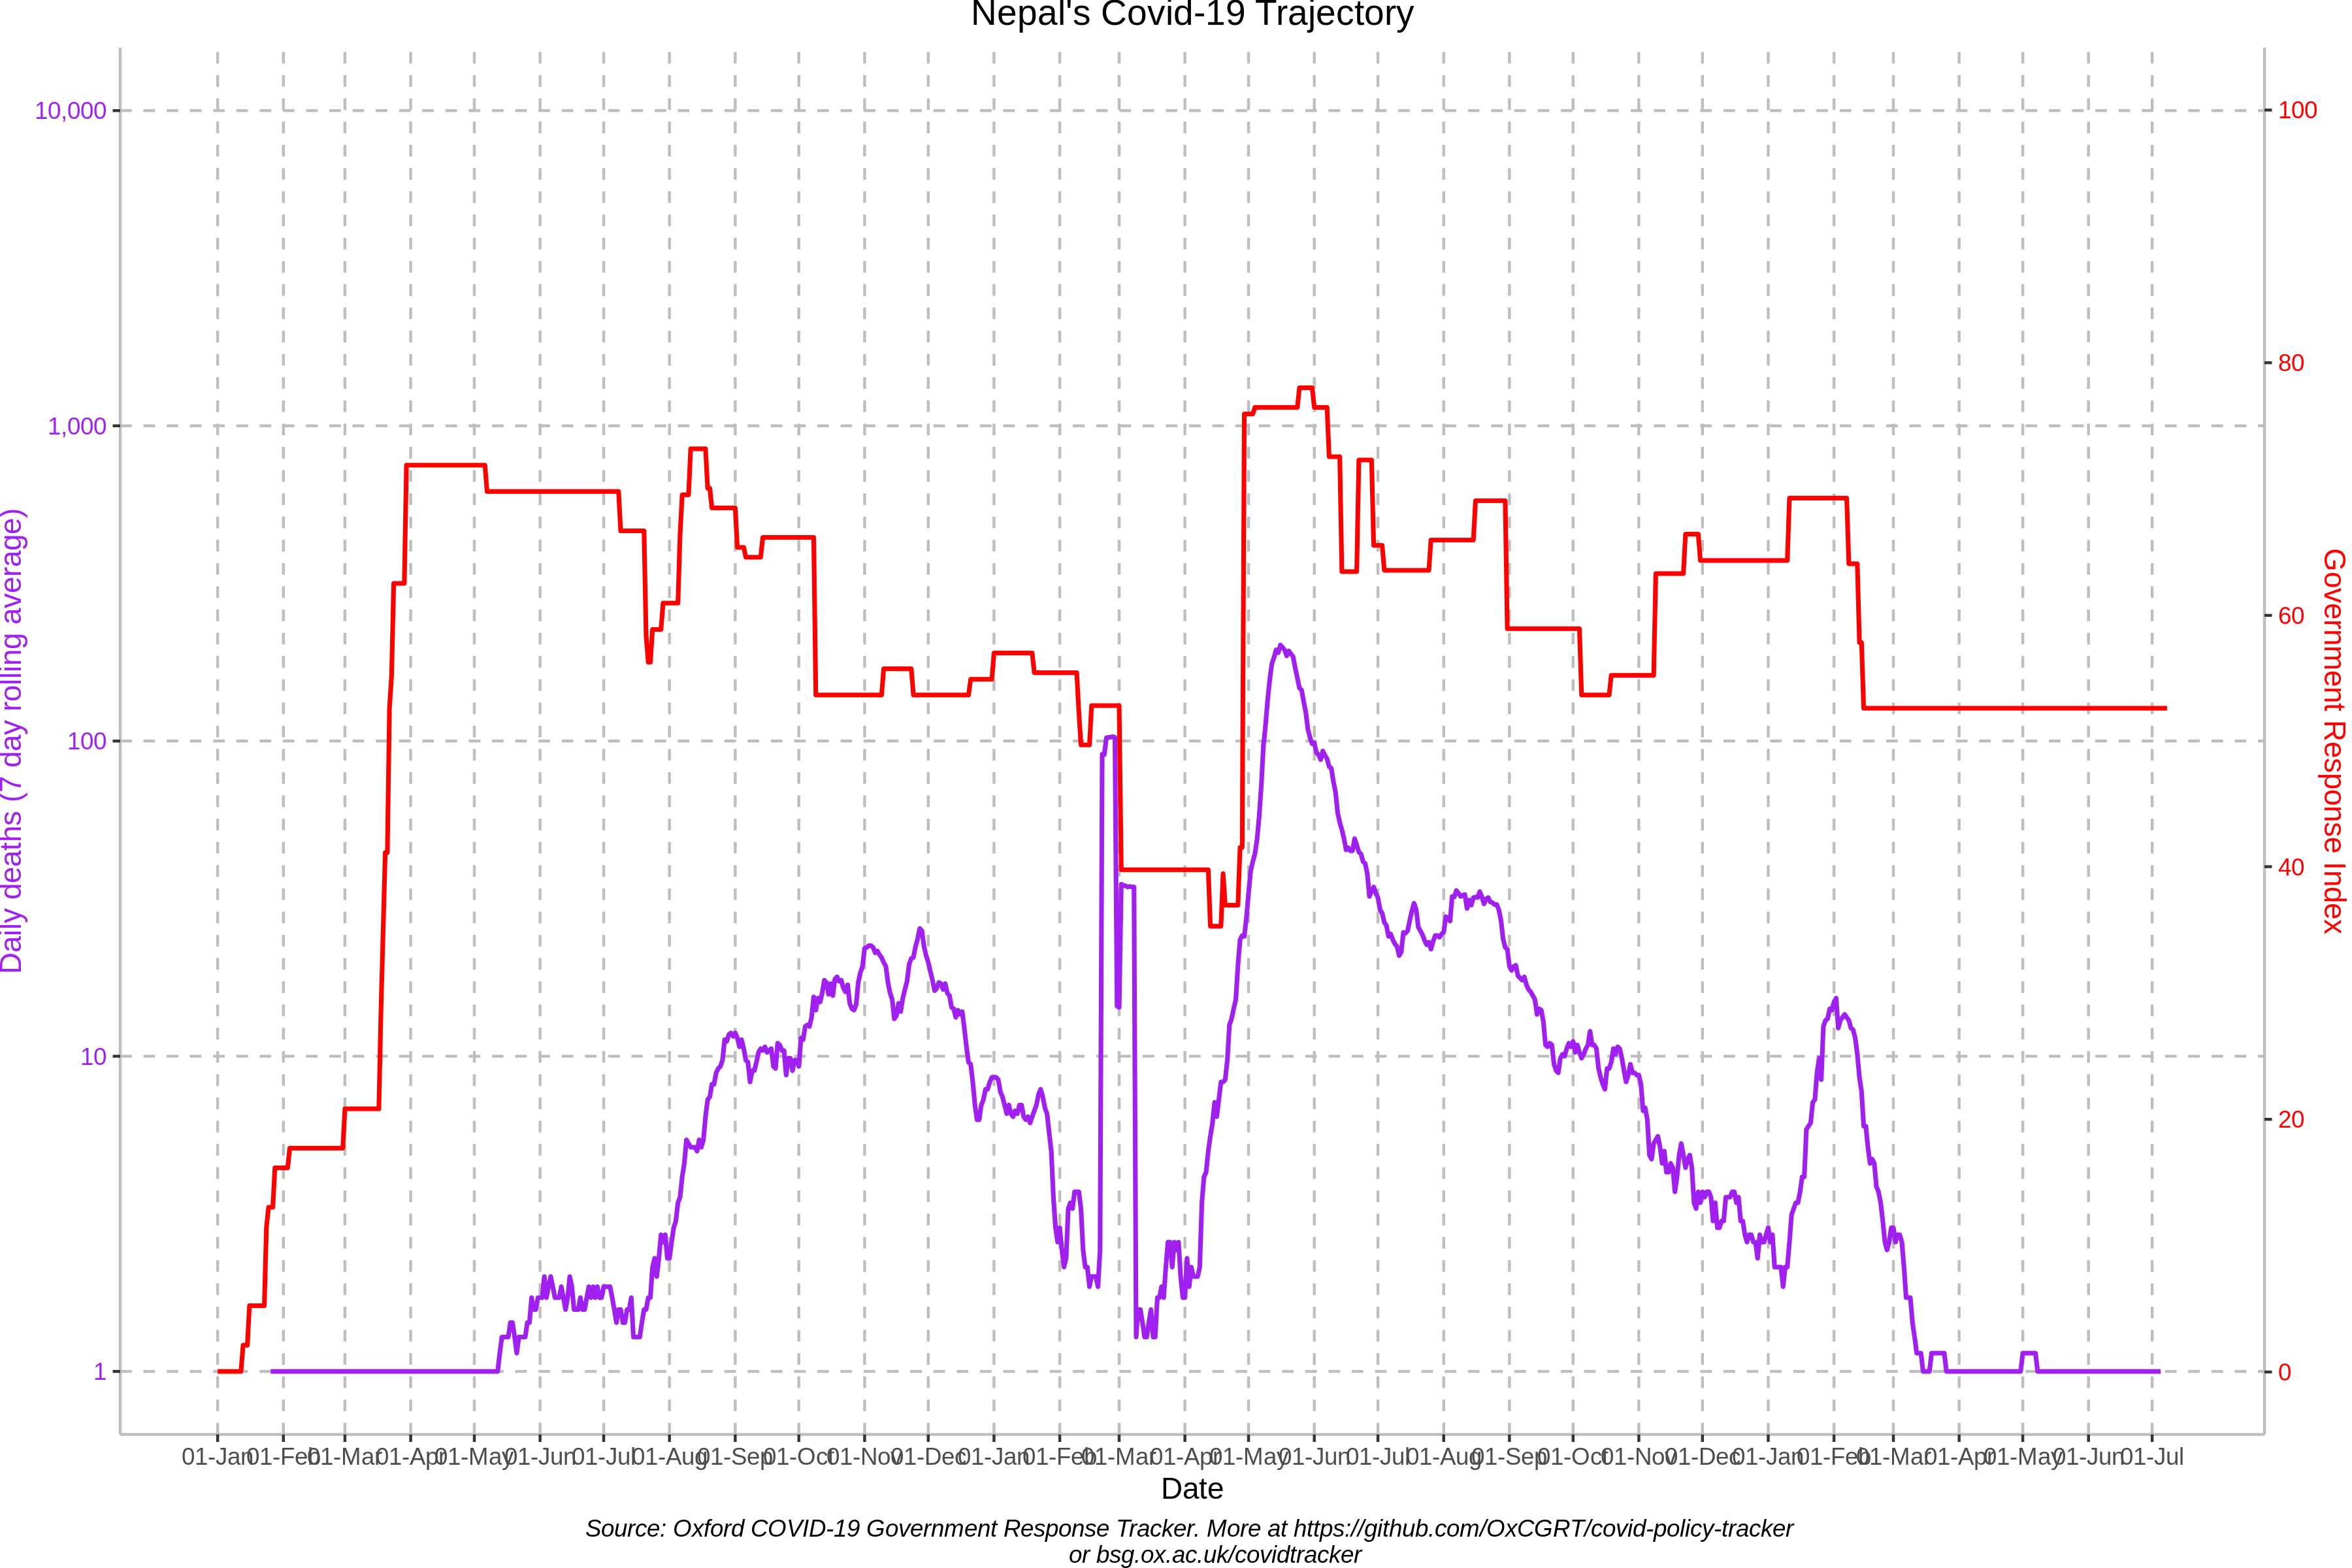 Nepal's Covid-19 Trajectory
10,000
1,000
100
10
1
Daily deaths (7 day rolling average)
100
80
60
40
20
0
Government Response Index
01-Jan 01-Feb 01-Mar 01-Apr 01-May 01-Jun 01-Jul 01-Aug 01-Sep 01-Oct 01-Nov 01-Dec 01-Jan 01-Feb 01-Mar 01-Apr 01-May 01-Jun 01-Jul 01-Aug 01-Sep 01-Oct 01-Nov 01-Dec 01-Jan 01-Feb 01-Mar 01-Apr 01-May 01-Jun 01-Jul
Date
Source: Oxford COVID-19 Government Response Tracker. More at https://github.com/OxCGRT/covid-policy-tracker
or bsg.ox.ac.uk/covidtracker